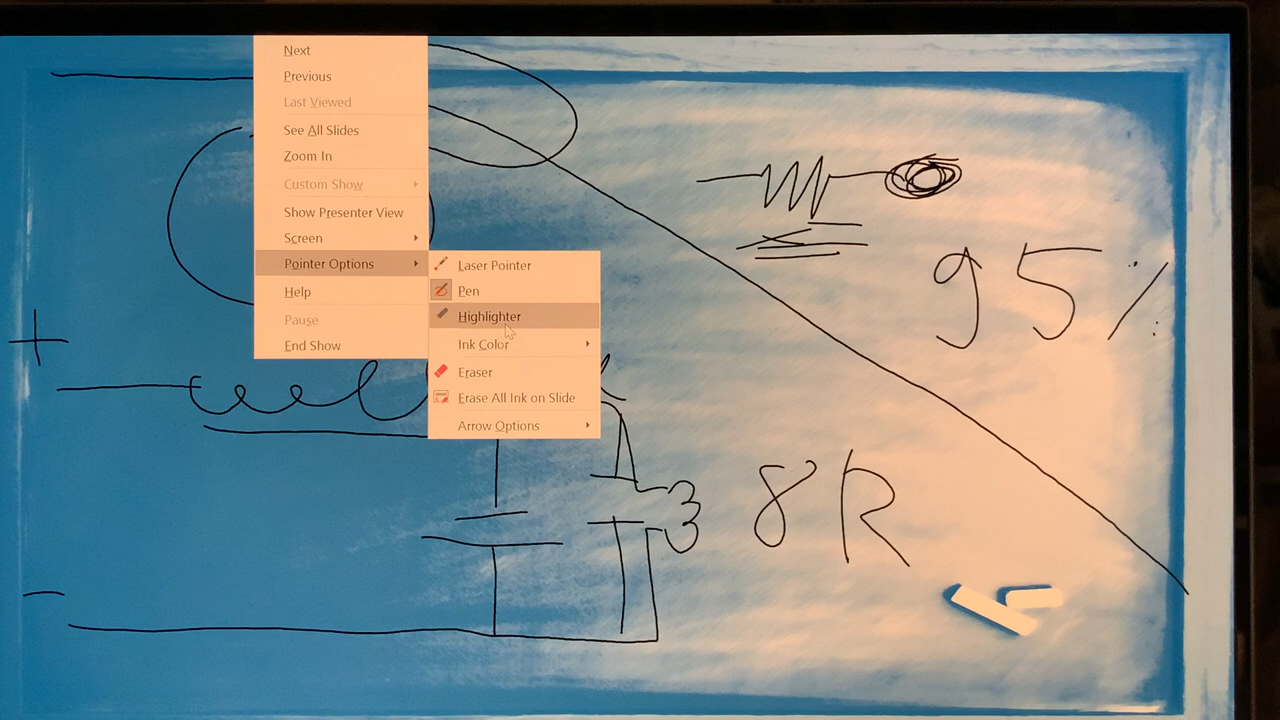 Next
Previous
Last Viewed
See All Slides
Zoom In
Custom Show
Show Presenter View
Screen
Pointer Options
Help
Pause
End Show
Laser Pointer
Pen
Highlighter
Ink Color
Eraser
Erase All Ink on Slide
Arrow Options
95%
+
8R
−